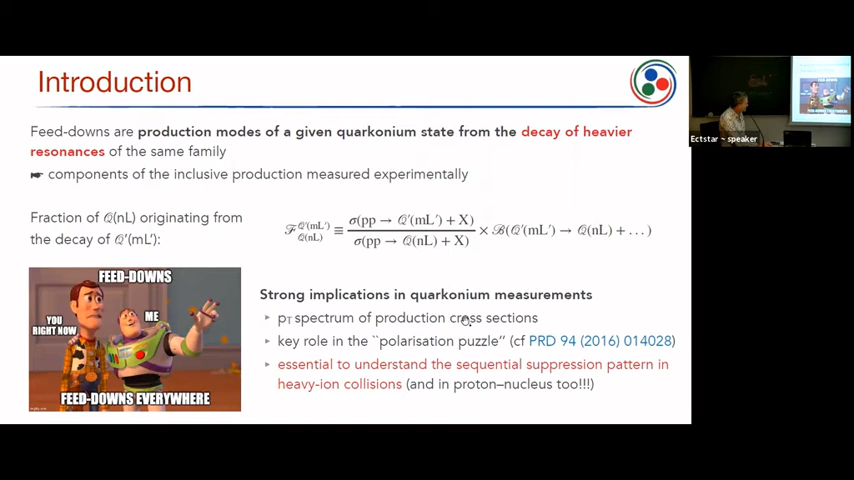 Introduction
Feed-downs are production modes of a given quarkonium state from the decay of heavier
resonances of the same family
☛ components of the inclusive production measured experimentally
Fraction of 𝒬(nL) originating from
the decay of 𝒬′(mL′):
ℱ^{𝒬′(mL′)}_{𝒬(nL)} ≡ σ(pp → 𝒬′(mL′) + X) / σ(pp → 𝒬(nL) + X) × ℬ(𝒬′(mL′) → 𝒬(nL) + …)
FEED-DOWNS
YOU
RIGHT NOW
ME
FEED-DOWNS EVERYWHERE
imgflip.com
Strong implications in quarkonium measurements
‣ pT spectrum of production cross sections
‣ key role in the ``polarisation puzzle'' (cf PRD 94 (2016) 014028)
‣ essential to understand the sequential suppression pattern in
heavy-ion collisions (and in proton–nucleus too!!!)
Ectstar ~ speaker